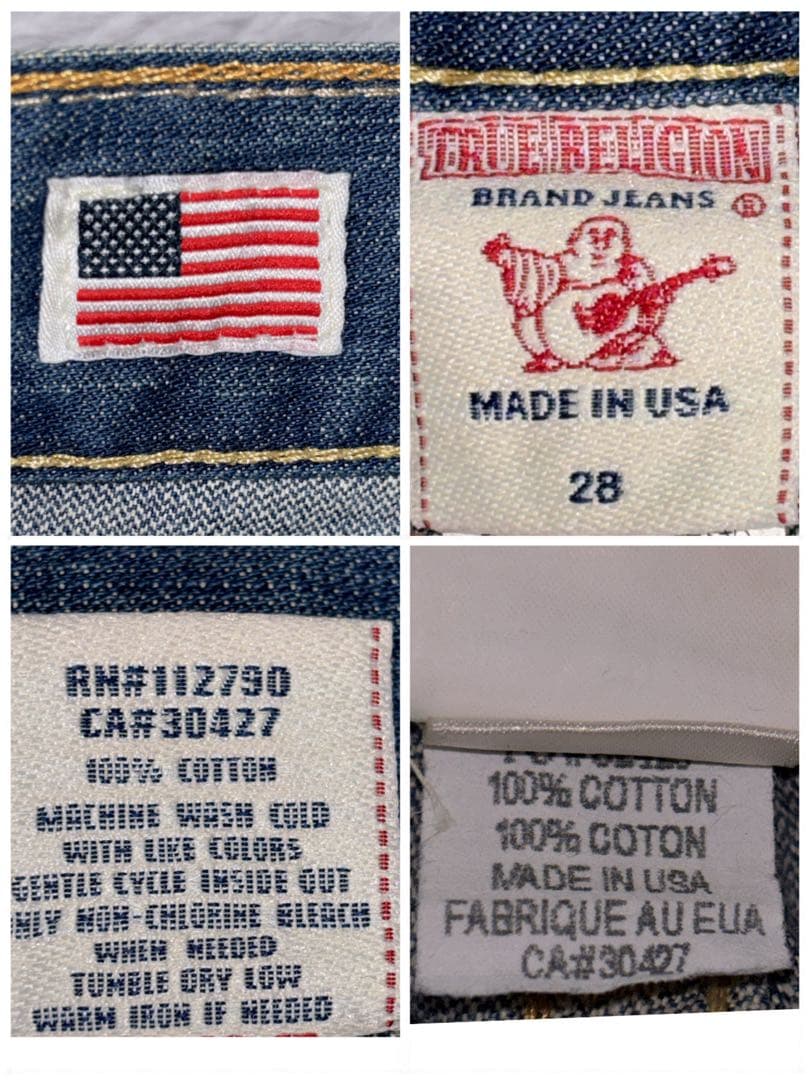 TRUE RELIGION
BRAND JEANS ®
MADE IN USA
28
RN#112790
CA#30427
100% COTTON
MACHINE WASH COLD
WITH LIKE COLORS
GENTLE CYCLE INSIDE OUT
NLY NON-CHLORINE BLEACH
WHEN NEEDED
TUMBLE DRY LOW
WARM IRON IF NEEDED
100% COTTON
100% COTON
MADE IN USA
FABRIQUE AU EUA
CA#30427